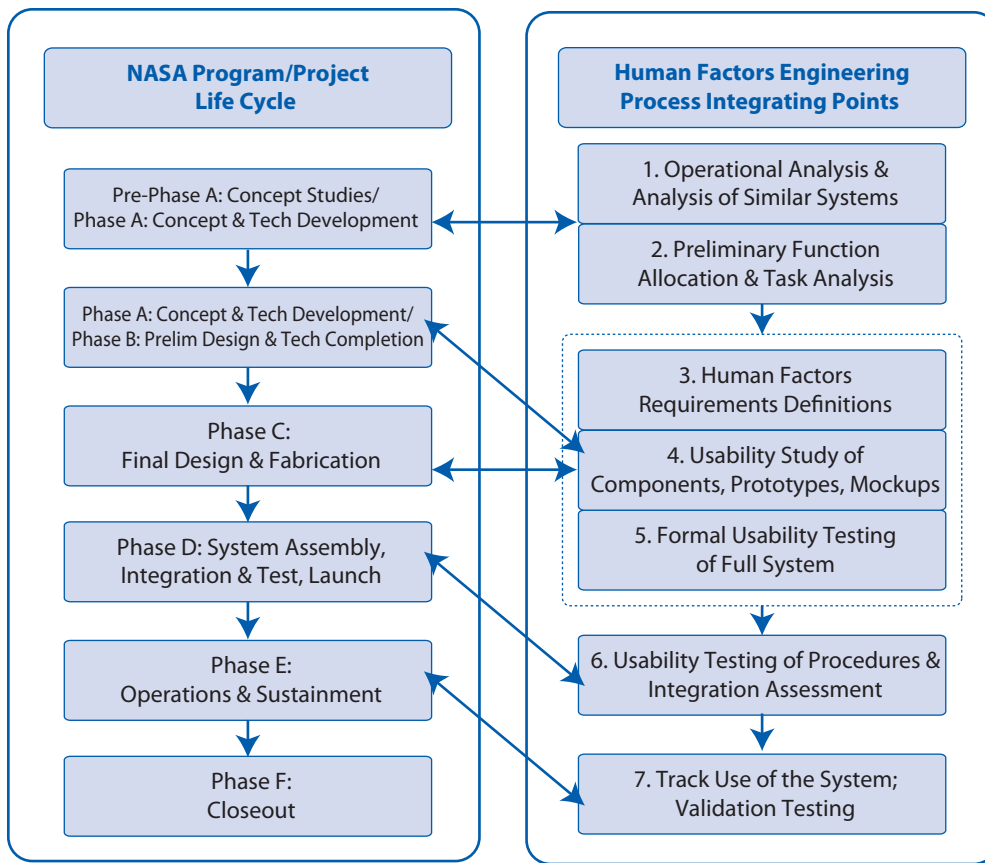 NASA Program/Project
Life Cycle
Pre-Phase A: Concept Studies/
Phase A: Concept & Tech Development
Phase A: Concept & Tech Development/
Phase B: Prelim Design & Tech Completion
Phase C:
Final Design & Fabrication
Phase D: System Assembly,
Integration & Test, Launch
Phase E:
Operations & Sustainment
Phase F:
Closeout
Human Factors Engineering
Process Integrating Points
1. Operational Analysis &
Analysis of Similar Systems
2. Preliminary Function
Allocation & Task Analysis
3. Human Factors
Requirements Definitions
4. Usability Study of
Components, Prototypes, Mockups
5. Formal Usability Testing
of Full System
6. Usability Testing of Procedures &
Integration Assessment
7. Track Use of the System;
Validation Testing